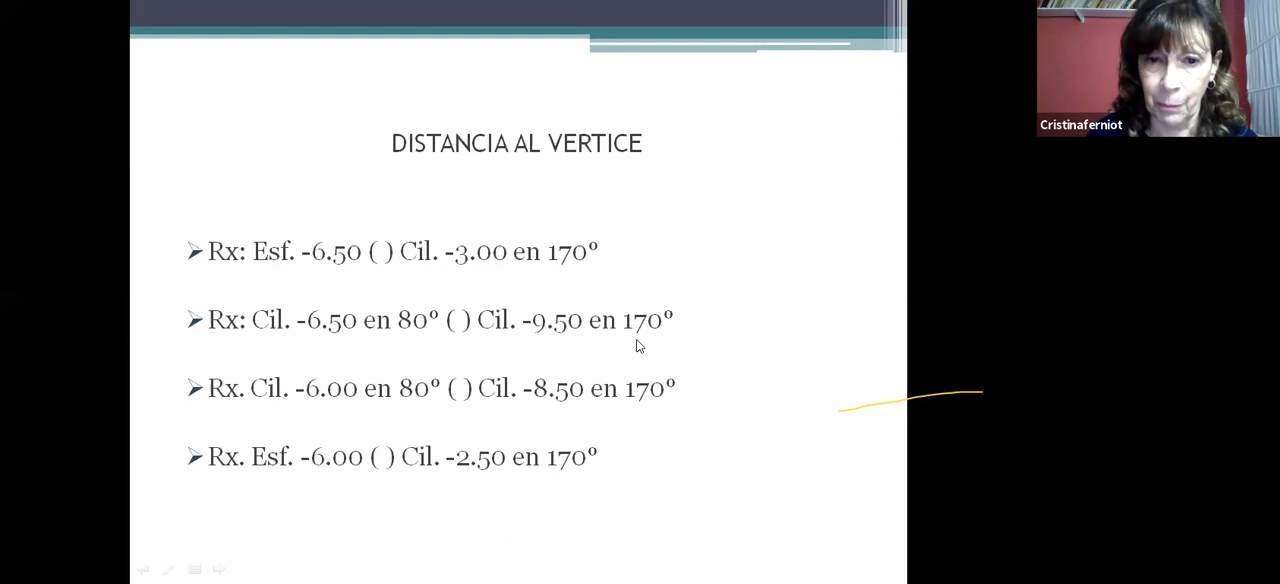 DISTANCIA AL VERTICE
Rx: Esf. -6.50 ( ) Cil. -3.00 en 170º
Rx: Cil. -6.50 en 80º ( ) Cil. -9.50 en 170º
Rx. Cil. -6.00 en 80º ( ) Cil. -8.50 en 170º
Rx. Esf. -6.00 ( ) Cil. -2.50 en 170º
Cristinaferniot